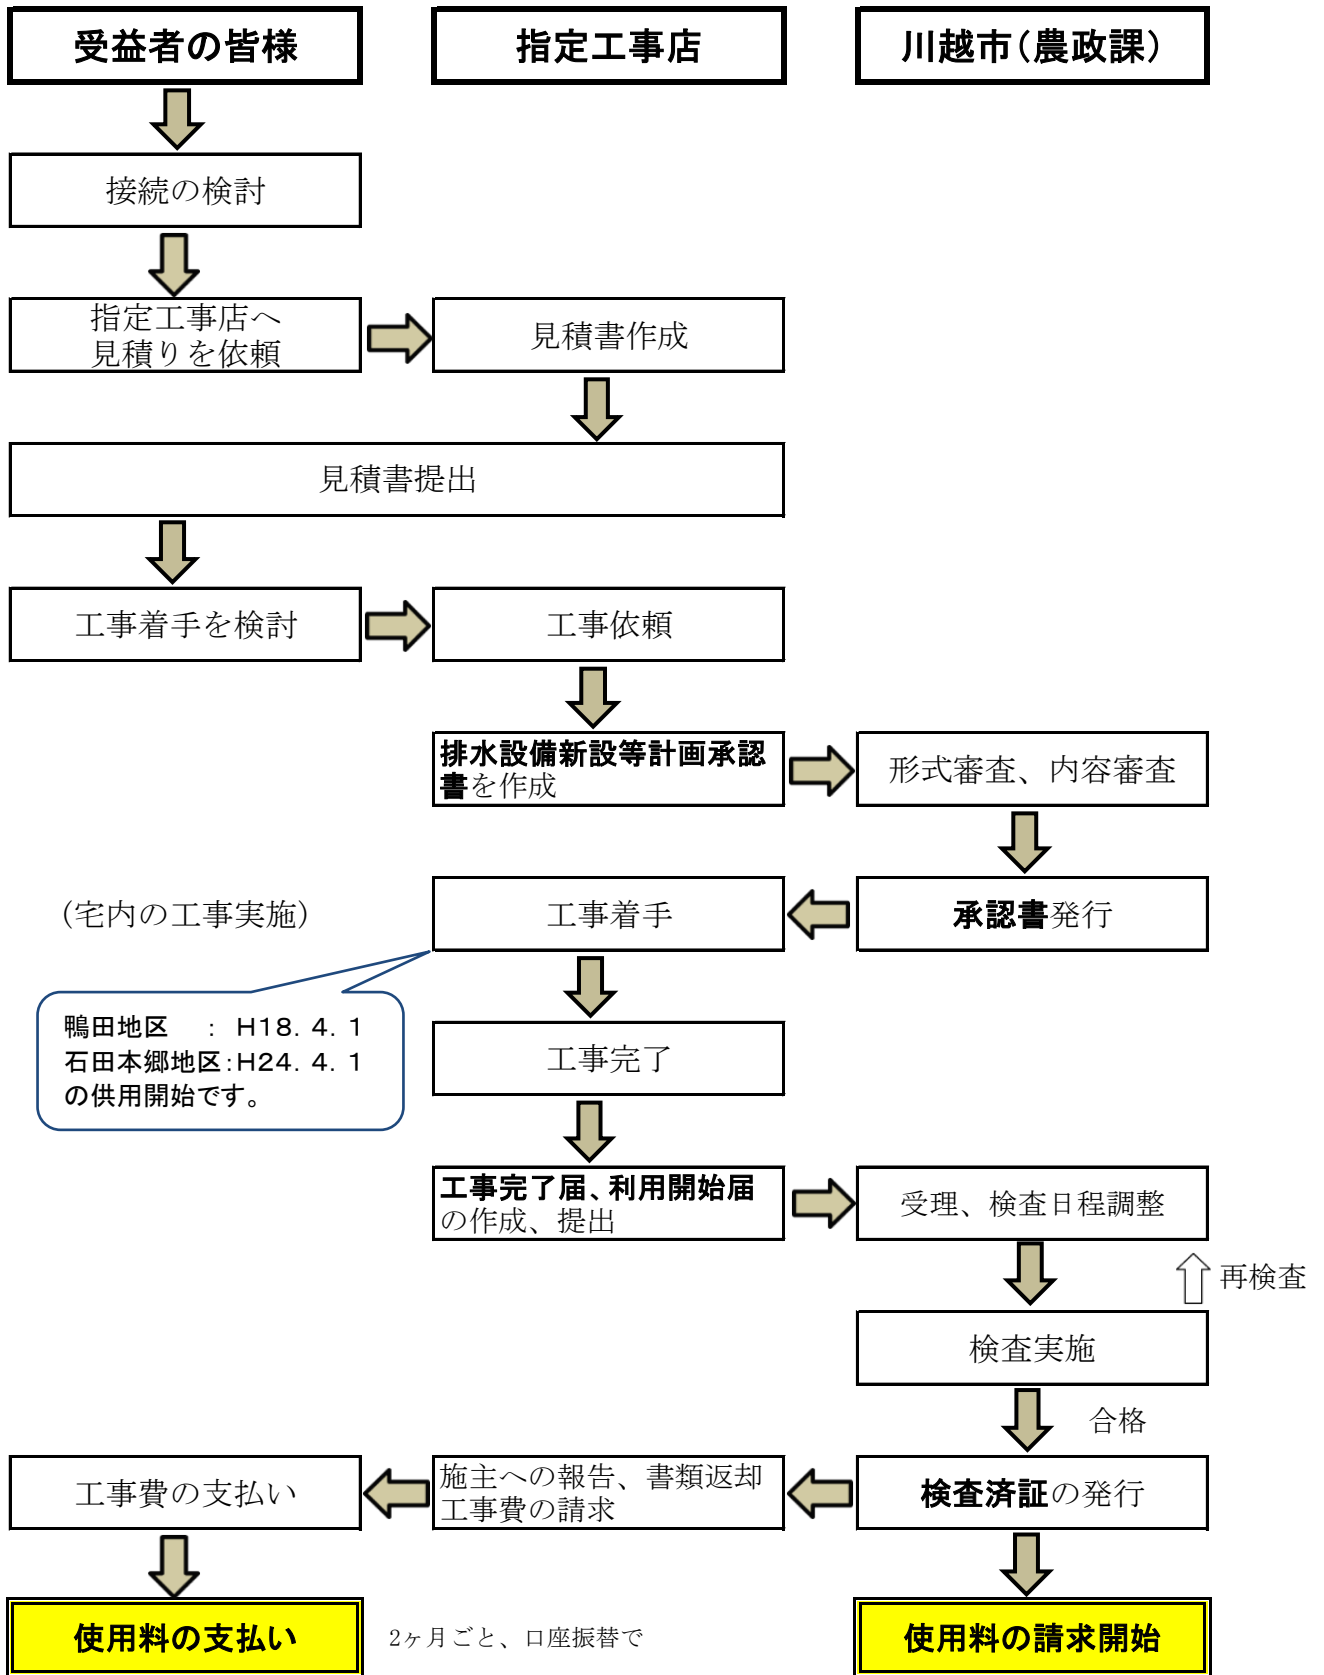 受益者の皆様
指定工事店
川越市(農政課)
接続の検討
指定工事店へ
見積りを依頼
見積書作成
見積書提出
工事着手を検討
工事依頼
排水設備新設等計画承認
書を作成
形式審査、内容審査
(宅内の工事実施)
工事着手
承認書発行
鴨田地区 : H18. 4. 1
石田本郷地区:H24. 4. 1
の供用開始です。
工事完了
工事完了届、利用開始届
の作成、提出
受理、検査日程調整
再検査
検査実施
合格
工事費の支払い
施主への報告、書類返却
工事費の請求
検査済証の発行
使用料の支払い
2ヶ月ごと、口座振替で
使用料の請求開始